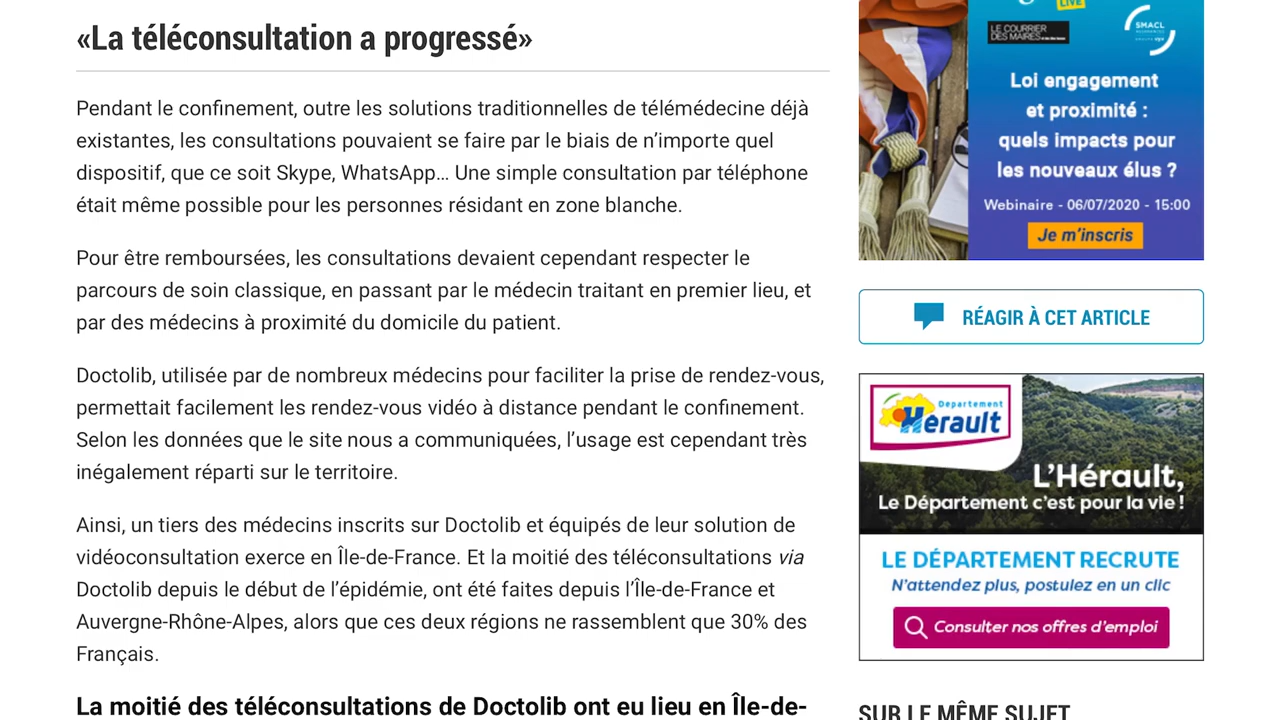 «La téléconsultation a progressé»
Pendant le confinement, outre les solutions traditionnelles de télémédecine déjà
existantes, les consultations pouvaient se faire par le biais de n’importe quel
dispositif, que ce soit Skype, WhatsApp… Une simple consultation par téléphone
était même possible pour les personnes résidant en zone blanche.
Pour être remboursées, les consultations devaient cependant respecter le
parcours de soin classique, en passant par le médecin traitant en premier lieu, et
par des médecins à proximité du domicile du patient.
Doctolib, utilisée par de nombreux médecins pour faciliter la prise de rendez-vous,
permettait facilement les rendez-vous vidéo à distance pendant le confinement.
Selon les données que le site nous a communiquées, l’usage est cependant très
inégalement réparti sur le territoire.
Ainsi, un tiers des médecins inscrits sur Doctolib et équipés de leur solution de
vidéoconsultation exerce en Île-de-France. Et la moitié des téléconsultations via
Doctolib depuis le début de l’épidémie, ont été faites depuis l’Île-de-France et
Auvergne-Rhône-Alpes, alors que ces deux régions ne rassemblent que 30% des
Français.
La moitié des téléconsultations de Doctolib ont eu lieu en Île-de-
LIVE
LE COURRIER
DES MAIRES
SMACL
Loi engagement
et proximité :
quels impacts pour
les nouveaux élus ?
Webinaire - 06/07/2020 - 15:00
Je m’inscris
RÉAGIR À CET ARTICLE
Departement
Herault
L’Hérault,
Le Département c’est pour la vie !
LE DÉPARTEMENT RECRUTE
N’attendez plus, postulez en un clic
Consulter nos offres d’emploi
SUR LE MÊME SUJET